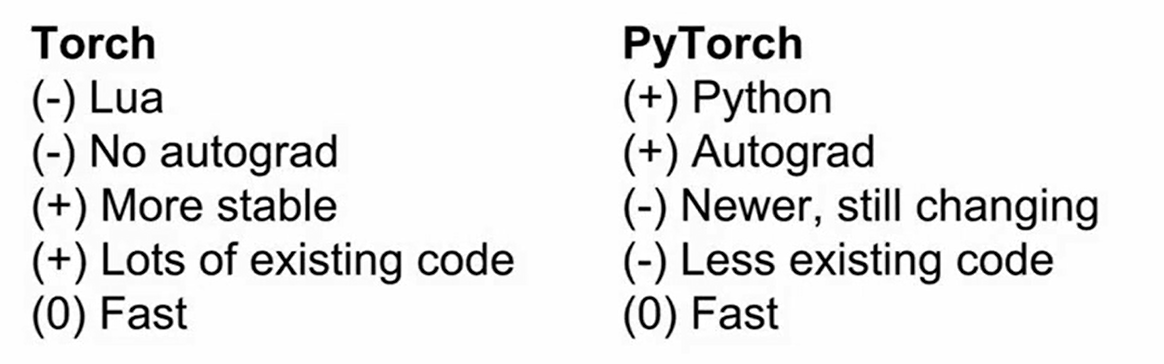 Torch
(-) Lua
(-) No autograd
(+) More stable
(+) Lots of existing code
(0) Fast
PyTorch
(+) Python
(+) Autograd
(-) Newer, still changing
(-) Less existing code
(0) Fast